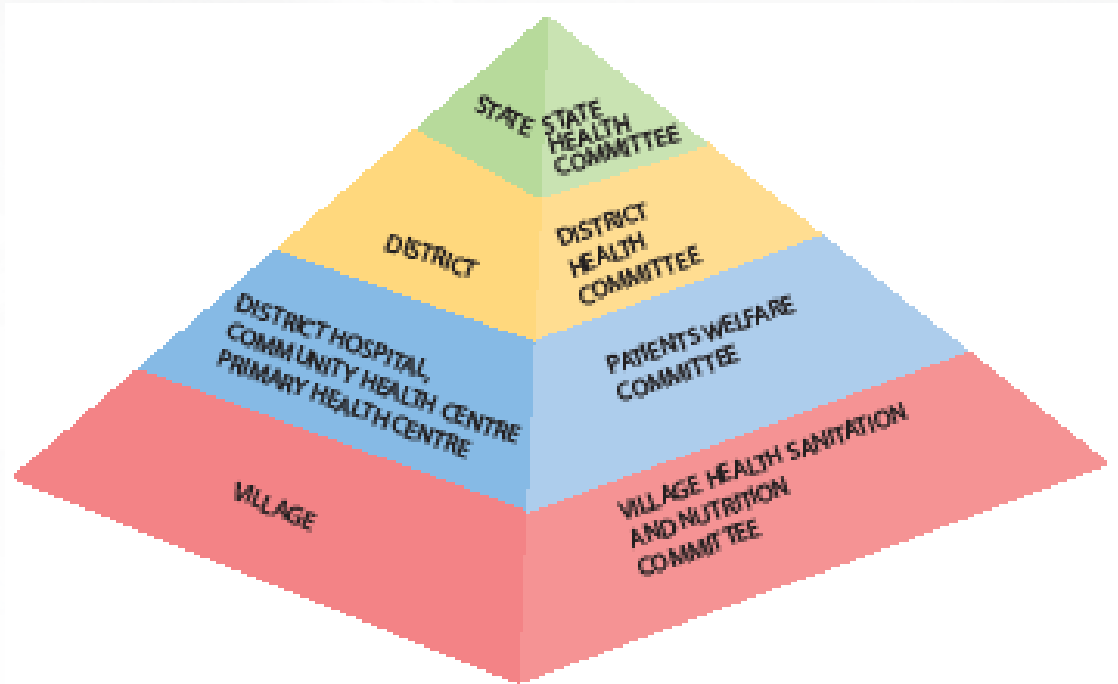 STATE
STATE
HEALTH
COMMITTEE
DISTRICT
DISTRICT
HEALTH
COMMITTEE
DISTRICT HOSPITAL,
COMMUNITY HEALTH CENTRE
PRIMARY HEALTH CENTRE
PATIENTS WELFARE
COMMITTEE
VILLAGE
VILLAGE HEALTH SANITATION
AND NUTRITION
COMMITTEE